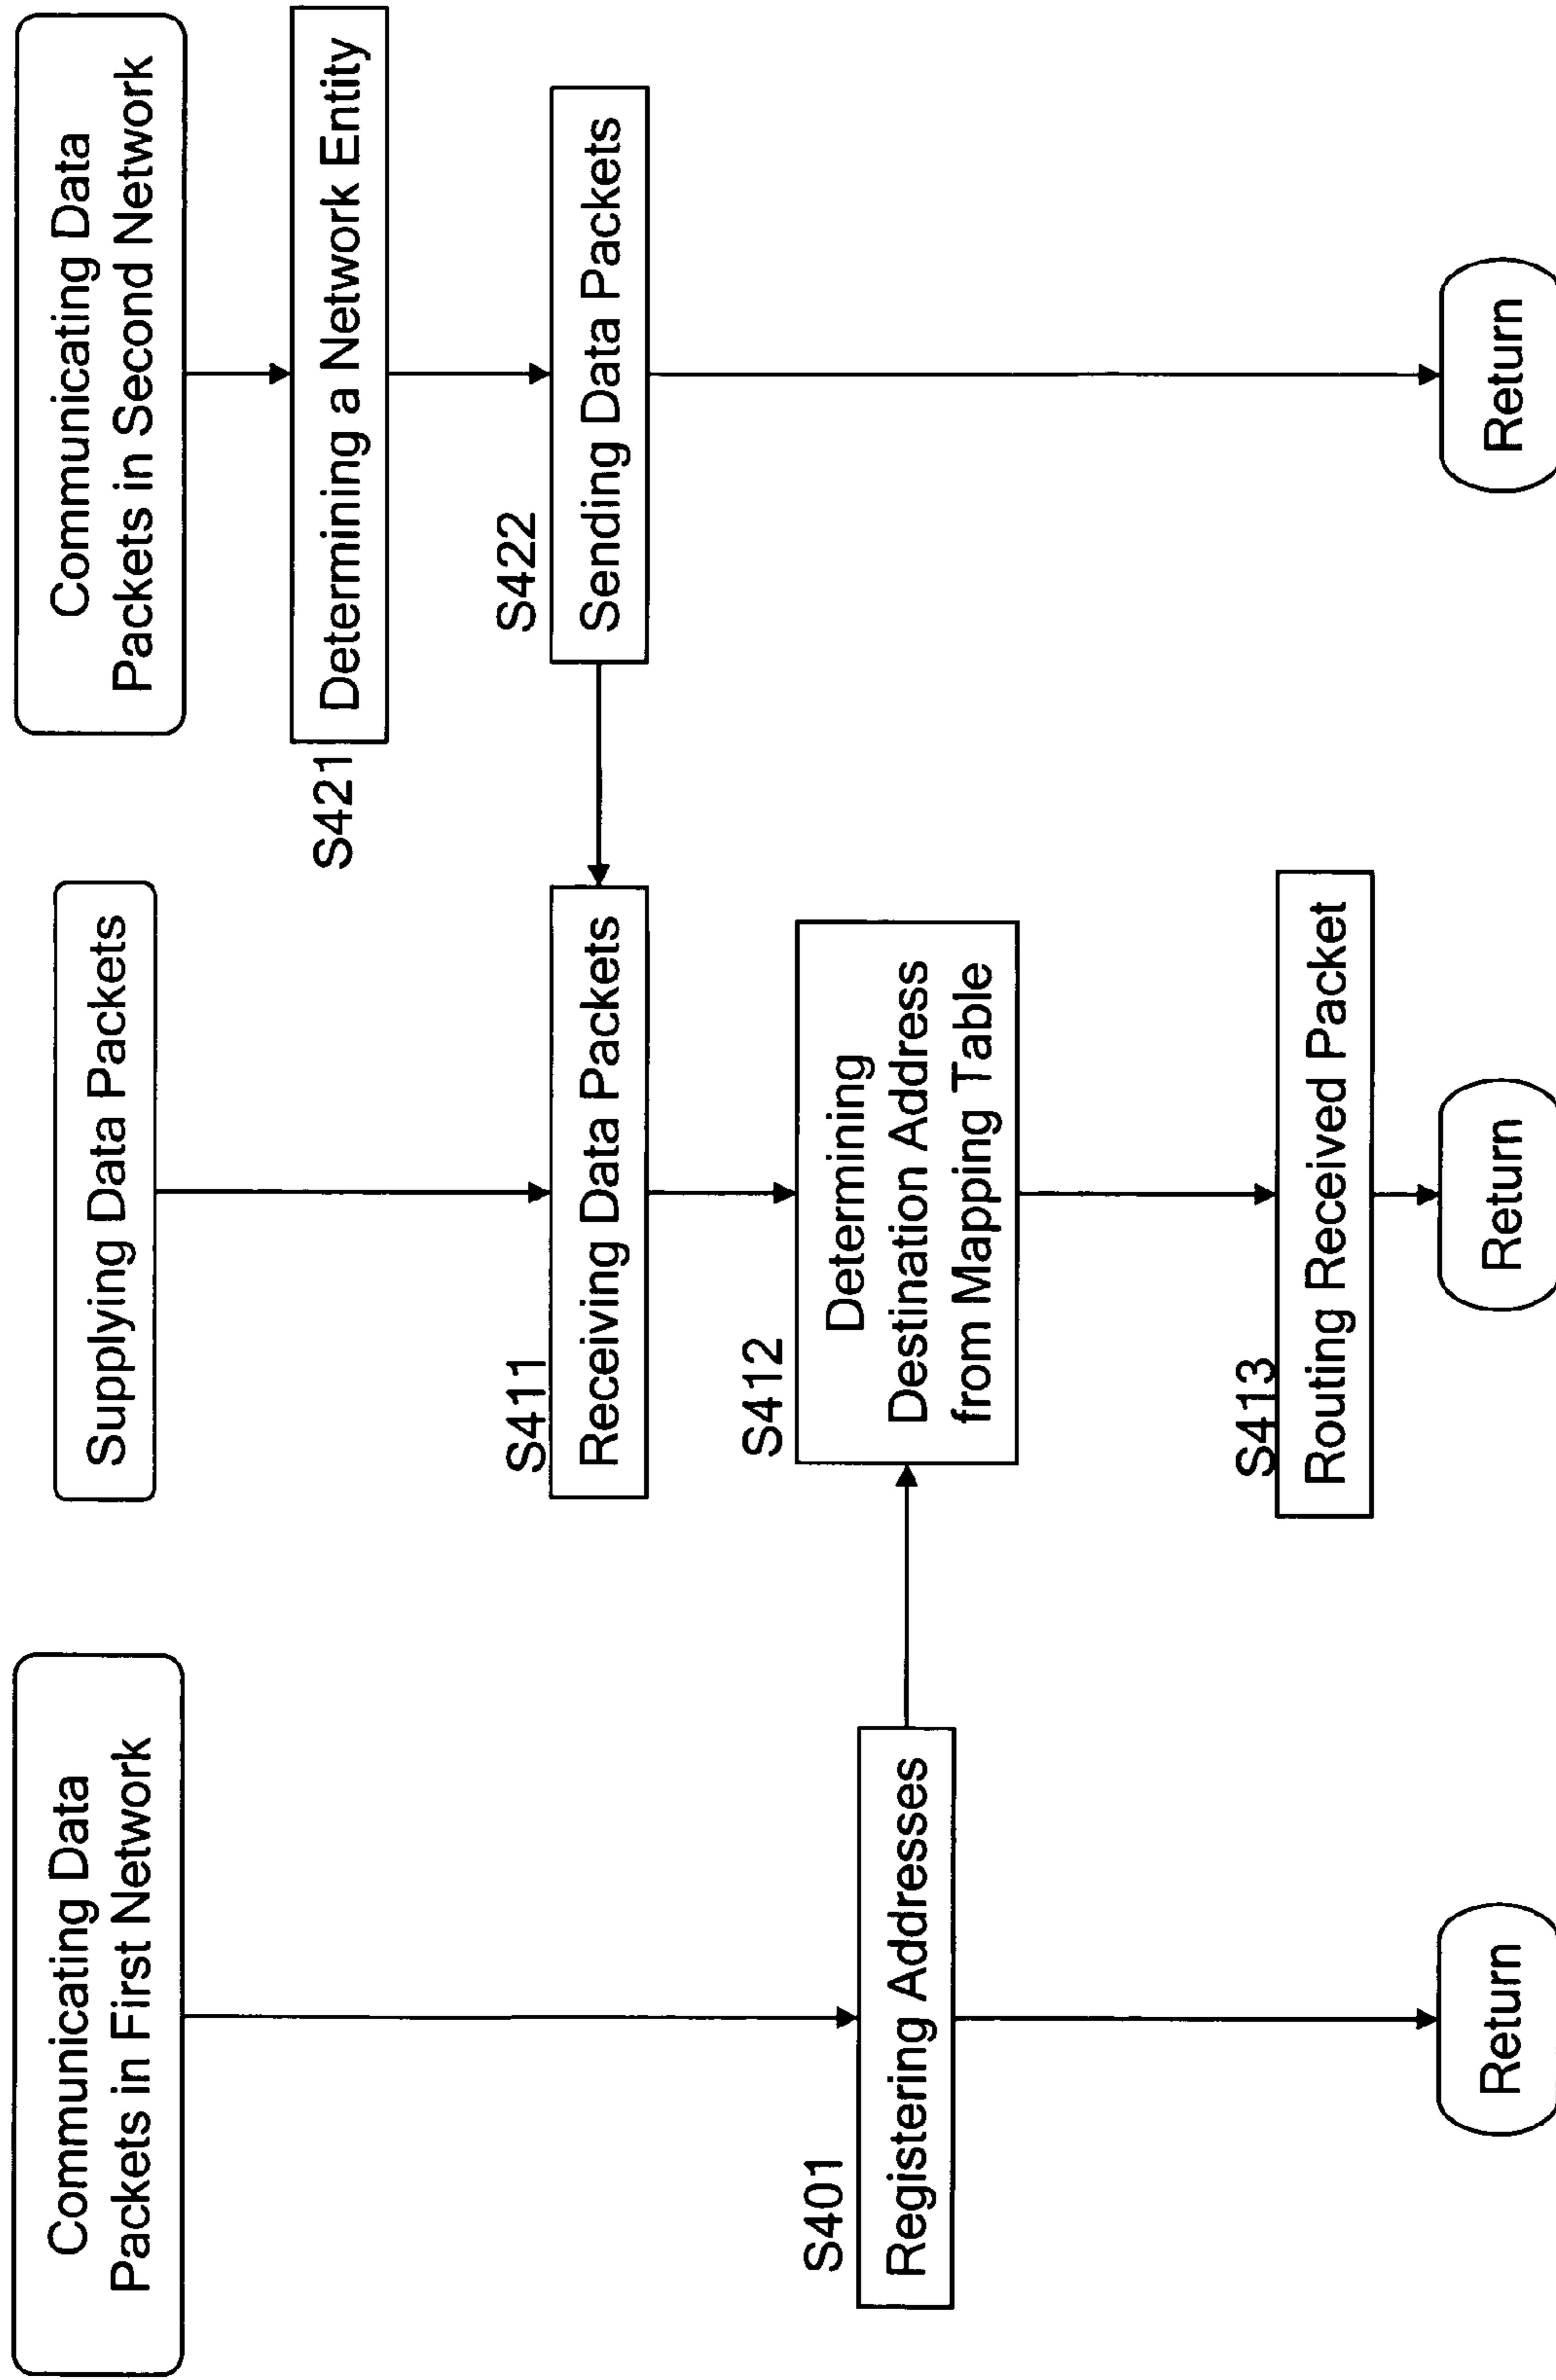 Communicating Data
Packets in First Network
S401
Registering Addresses
Return
Supplying Data Packets
S411
Receiving Data Packets
S412
Determining
Destination Address
from Mapping Table
S413
Routing Received Packet
Return
Communicating Data
Packets in Second Network
S421
Determining a Network Entity
S422
Sending Data Packets
Return